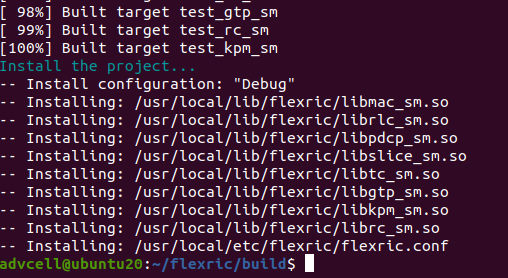 [ 98%] Built target test_gtp_sm
[ 99%] Built target test_rc_sm
[100%] Built target test_kpm_sm
Install the project...
-- Install configuration: "Debug"
-- Installing: /usr/local/lib/flexric/libmac_sm.so
-- Installing: /usr/local/lib/flexric/librlc_sm.so
-- Installing: /usr/local/lib/flexric/libpdcp_sm.so
-- Installing: /usr/local/lib/flexric/libslice_sm.so
-- Installing: /usr/local/lib/flexric/libtc_sm.so
-- Installing: /usr/local/lib/flexric/libgtp_sm.so
-- Installing: /usr/local/lib/flexric/libkpm_sm.so
-- Installing: /usr/local/lib/flexric/librc_sm.so
-- Installing: /usr/local/etc/flexric/flexric.conf
advcell@ubuntu20:~/flexric/build$